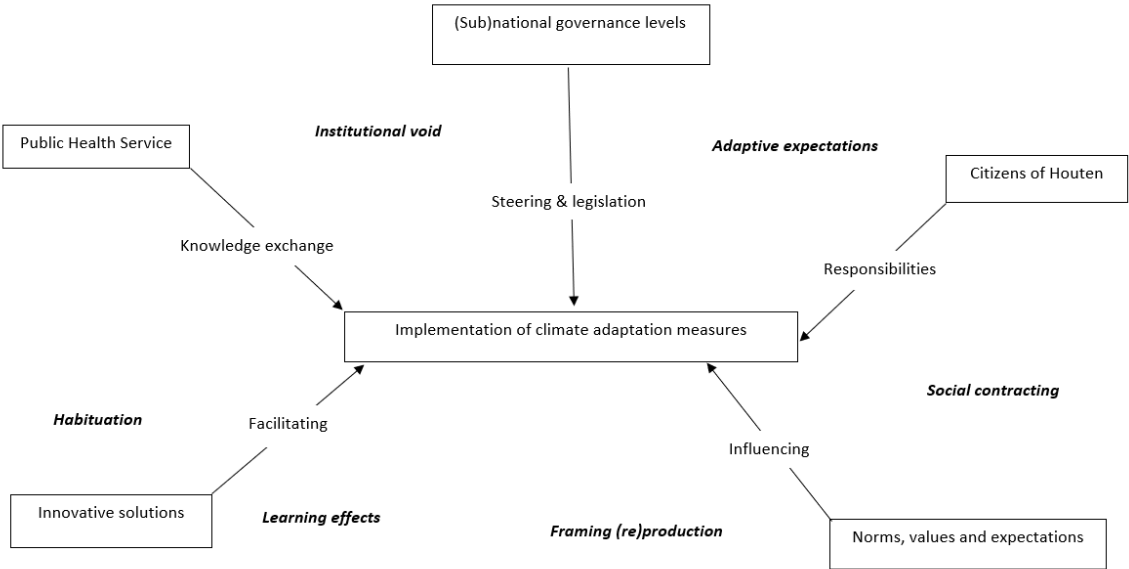 (Sub)national governance levels
Institutional void
Public Health Service
Adaptive expectations
Citizens of Houten
Steering & legislation
Knowledge exchange
Responsibilities
Implementation of climate adaptation measures
Social contracting
Habituation
Facilitating
Influencing
Innovative solutions
Learning effects
Framing (re)production
Norms, values and expectations